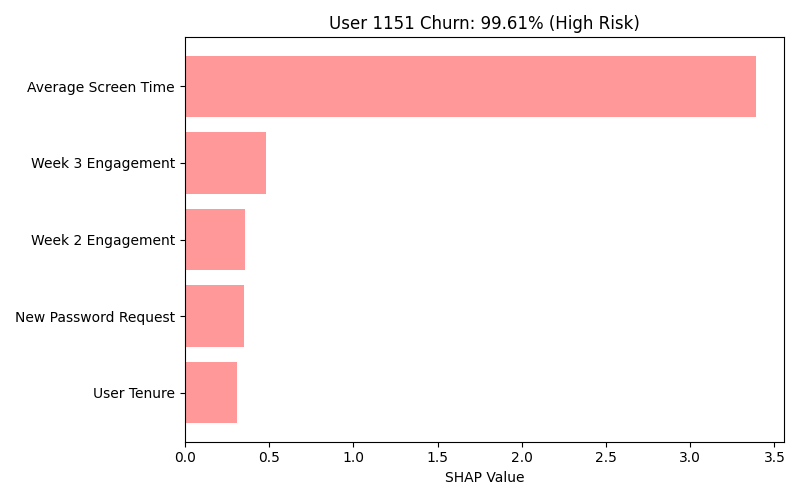 User 1151 Churn: 99.61% (High Risk)
Average Screen Time
Week 3 Engagement
Week 2 Engagement
New Password Request
User Tenure
0.0 0.5 1.0 1.5 2.0 2.5 3.0 3.5
SHAP Value